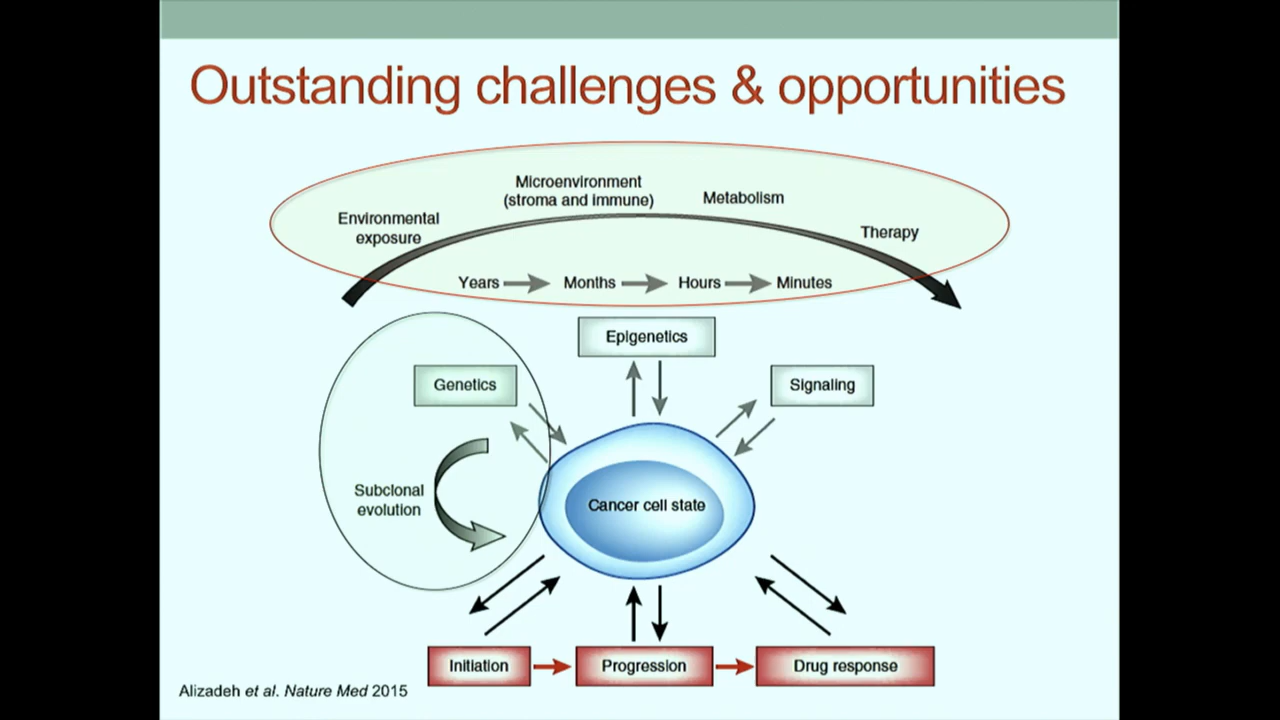 Outstanding challenges & opportunities
Microenvironment
(stroma and immune)
Metabolism
Environmental
exposure
Therapy
Years
Months
Hours
Minutes
Epigenetics
Genetics
Signaling
Subclonal
evolution
Cancer cell state
Initiation
Progression
Drug response
Alizadeh et al. Nature Med 2015